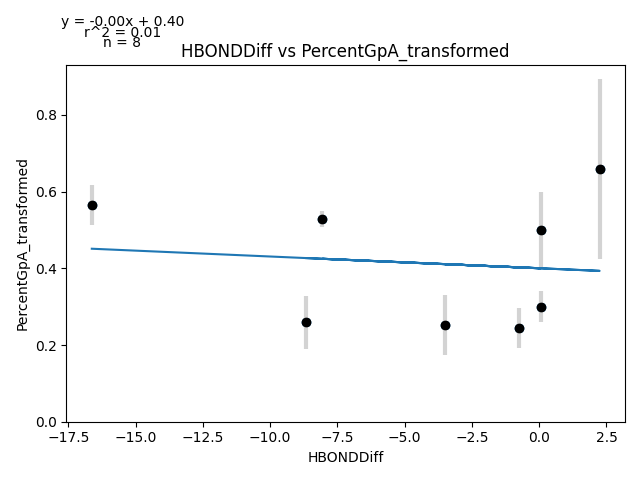 y = -0.00x + 0.40
r^2 = 0.01
n = 8
HBONDDiff vs PercentGpA_transformed
PercentGpA_transformed
0.8
0.6
0.4
0.2
0.0
−17.5 −15.0 −12.5 −10.0 −7.5 −5.0 −2.5 0.0 2.5
HBONDDiff